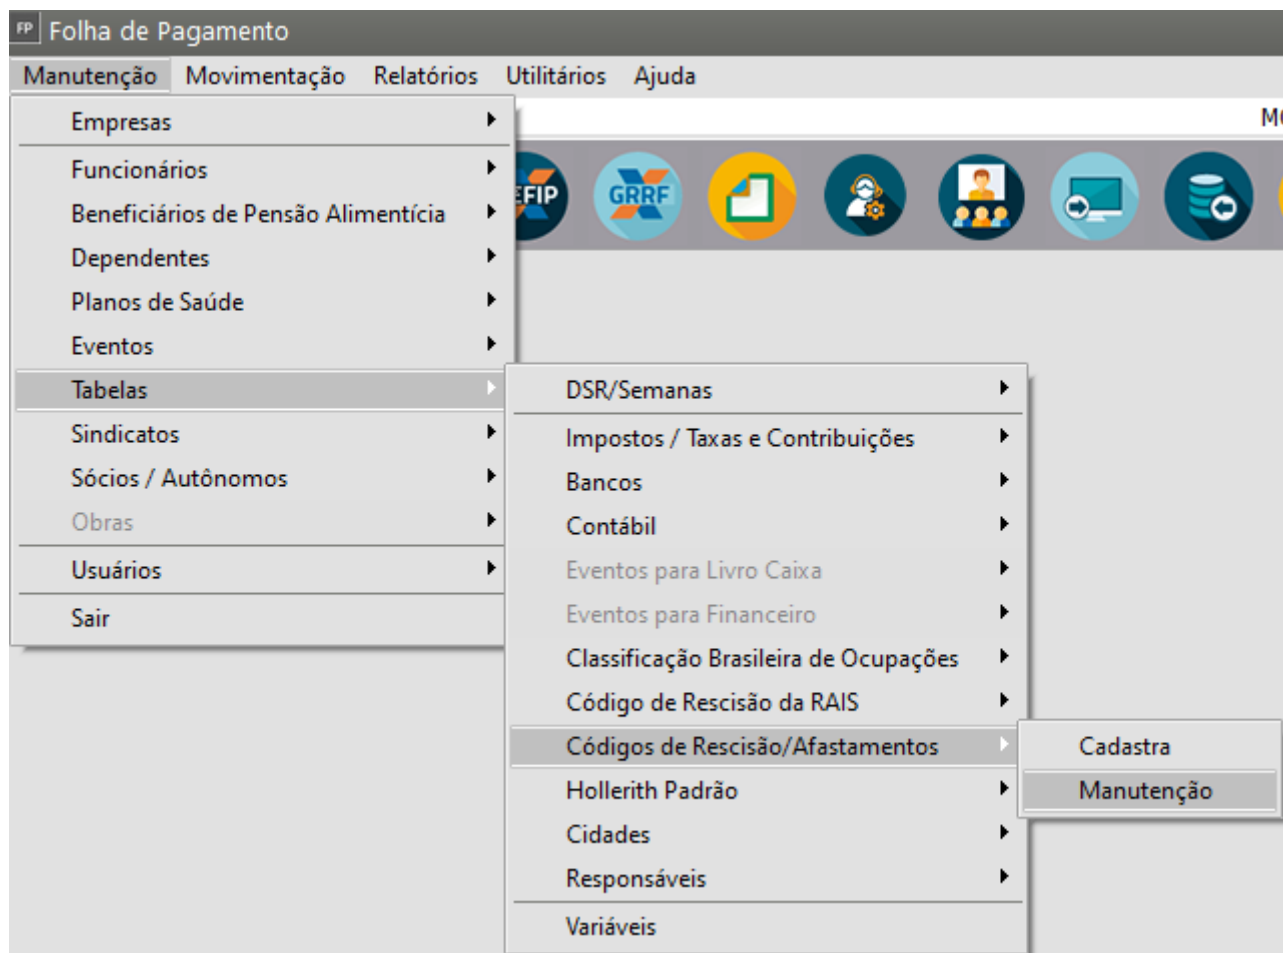 FP Folha de Pagamento
Manutenção Movimentação Relatórios Utilitários Ajuda
Empresas
Funcionários
Beneficiários de Pensão Alimentícia
Dependentes
Planos de Saúde
Eventos
Tabelas
Sindicatos
Sócios / Autônomos
Obras
Usuários
Sair
GRRF
DSR/Semanas
Impostos / Taxas e Contribuições
Bancos
Contábil
Eventos para Livro Caixa
Eventos para Financeiro
Classificação Brasileira de Ocupações
Código de Rescisão da RAIS
Códigos de Rescisão/Afastamentos
Hollerith Padrão
Cidades
Responsáveis
Variáveis
Cadastra
Manutenção